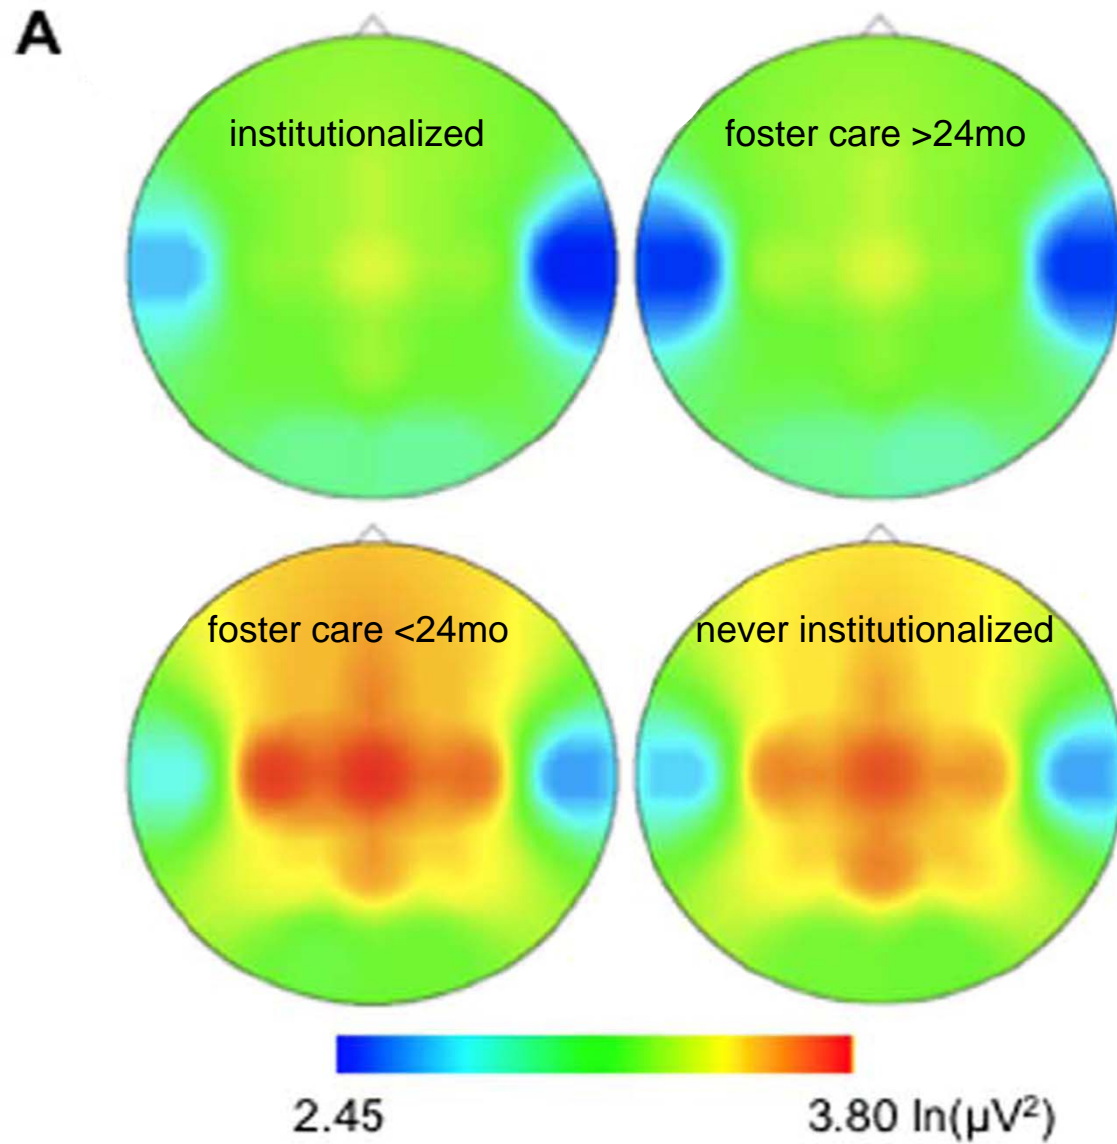 A
institutionalized
foster care >24mo
foster care <24mo
never institutionalized
2.45
3.80 ln(µV²)